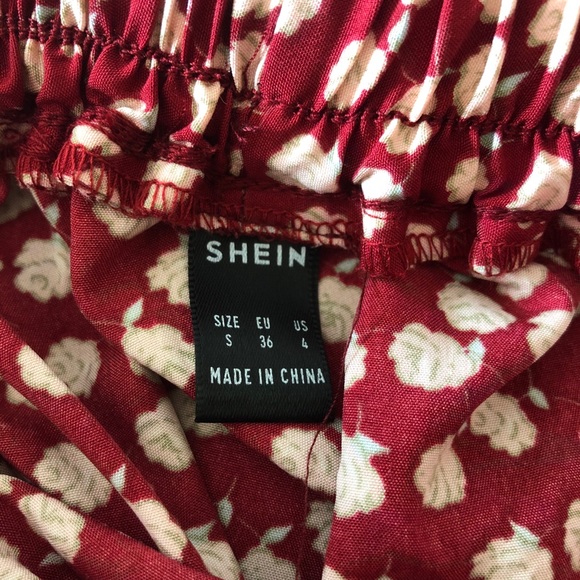 SHEIN
SIZE EU US
S 36 4
MADE IN CHINA